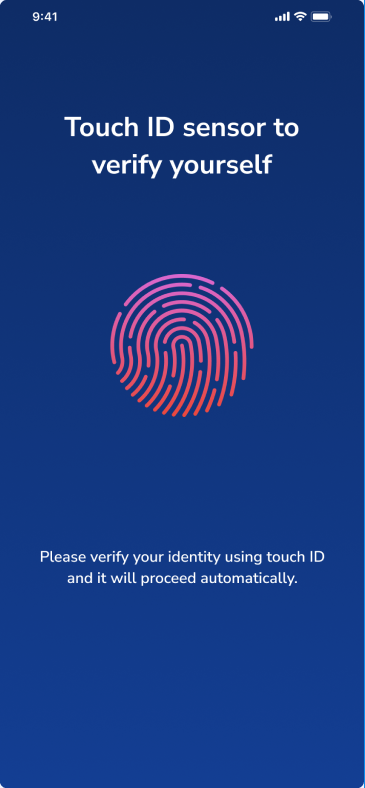 9:41
Touch ID sensor to
verify yourself
Please verify your identity using touch ID
and it will proceed automatically.